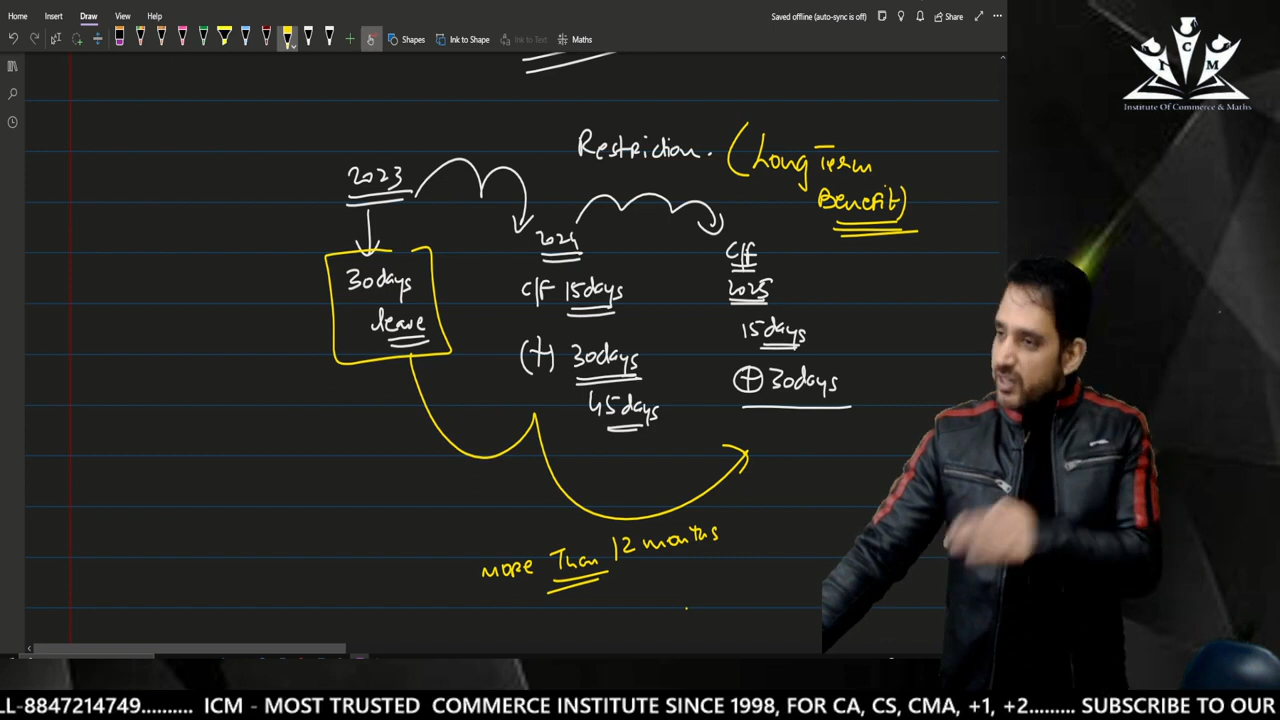 Home Insert Draw View Help
Saved offline (auto-sync is off) Share
Shapes Ink to Shape Ink to Text Maths
I C M
Institute Of Commerce & Maths
Restriction. (Long Term
Benefit)
2023
30days
leave
2024
C/F 15days
(+) 30days
45days
C/F
2025
15days
⊕ 30days
more Than 12 months
LL-8847214749.......... ICM - MOST TRUSTED COMMERCE INSTITUTE SINCE 1998, FOR CA, CS, CMA, +1, +2......... SUBSCRIBE TO OUR